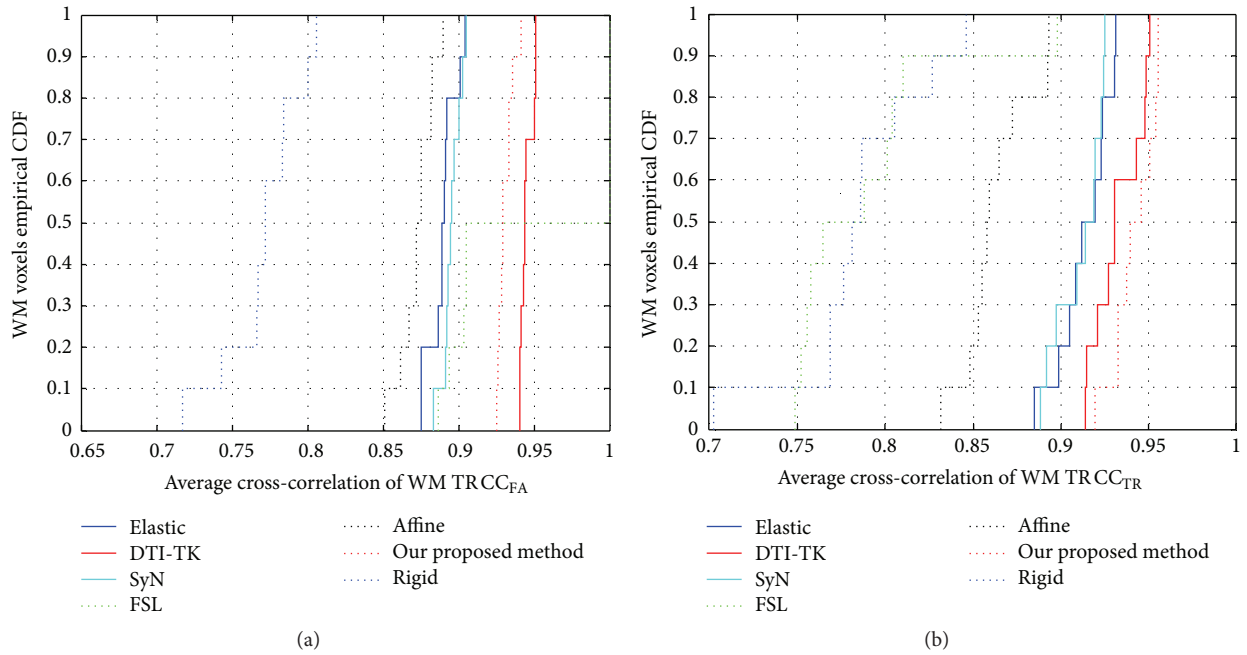 1
0.9
0.8
0.7
0.6
0.5
0.4
0.3
0.2
0.1
0
WM voxels empirical CDF
0.65 0.7 0.75 0.8 0.85 0.9 0.95 1
Average cross-correlation of WM TR CC_FA
Elastic
DTI-TK
SyN
FSL
Affine
Our proposed method
Rigid
(a)
1
0.9
0.8
0.7
0.6
0.5
0.4
0.3
0.2
0.1
0
WM voxels empirical CDF
0.7 0.75 0.8 0.85 0.9 0.95 1
Average cross-correlation of WM TR CC_TR
Elastic
DTI-TK
SyN
FSL
Affine
Our proposed method
Rigid
(b)